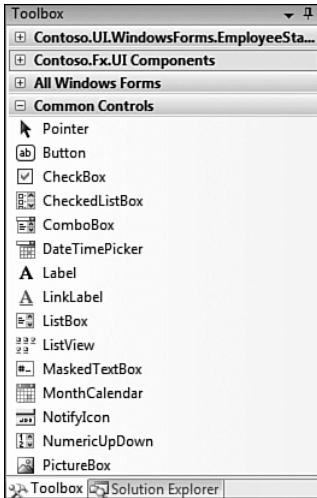 Toolbox
Contoso.UI.WindowsForms.EmployeeSta...
Contoso.Fx.UI Components
All Windows Forms
Common Controls
Pointer
ab Button
CheckBox
CheckedListBox
ComboBox
DateTimePicker
A Label
A LinkLabel
ListBox
ListView
#- MaskedTextBox
MonthCalendar
NotifyIcon
NumericUpDown
PictureBox
Toolbox Solution Explorer